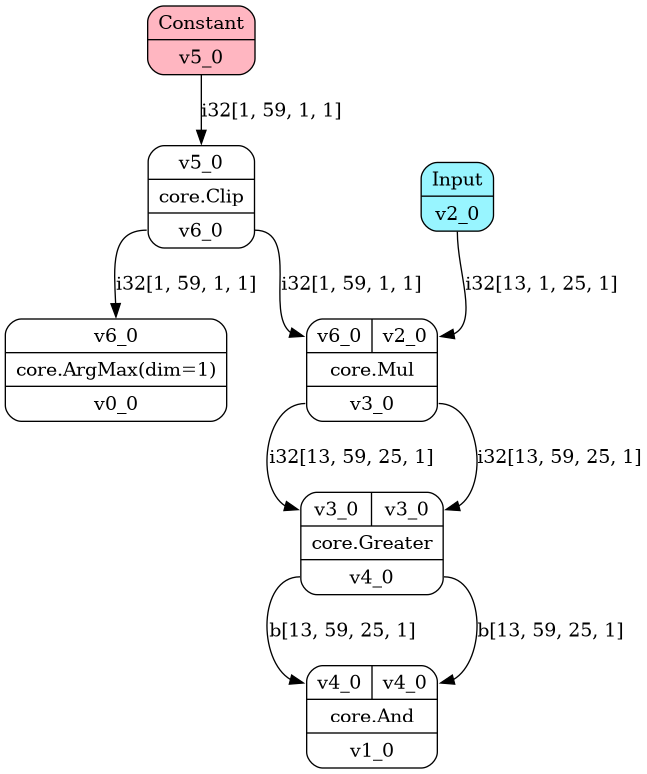 Constant
v5_0
i32[1, 59, 1, 1]
v5_0
core.Clip
v6_0
Input
v2_0
i32[1, 59, 1, 1]
i32[1, 59, 1, 1]
i32[13, 1, 25, 1]
v6_0
core.ArgMax(dim=1)
v0_0
v6_0 v2_0
core.Mul
v3_0
i32[13, 59, 25, 1]
i32[13, 59, 25, 1]
v3_0 v3_0
core.Greater
v4_0
b[13, 59, 25, 1]
b[13, 59, 25, 1]
v4_0 v4_0
core.And
v1_0